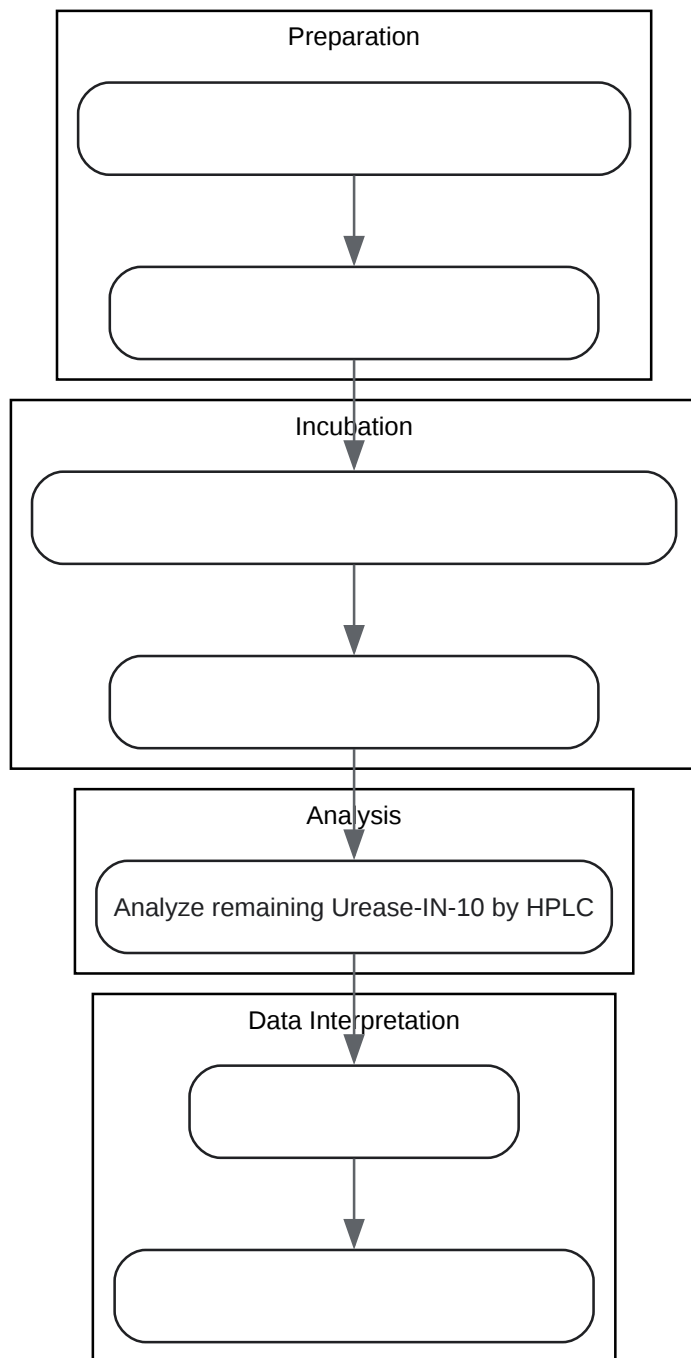 Preparation
Incubation
Analysis
Analyze remaining Urease-IN-10 by HPLC
Data Interpretation